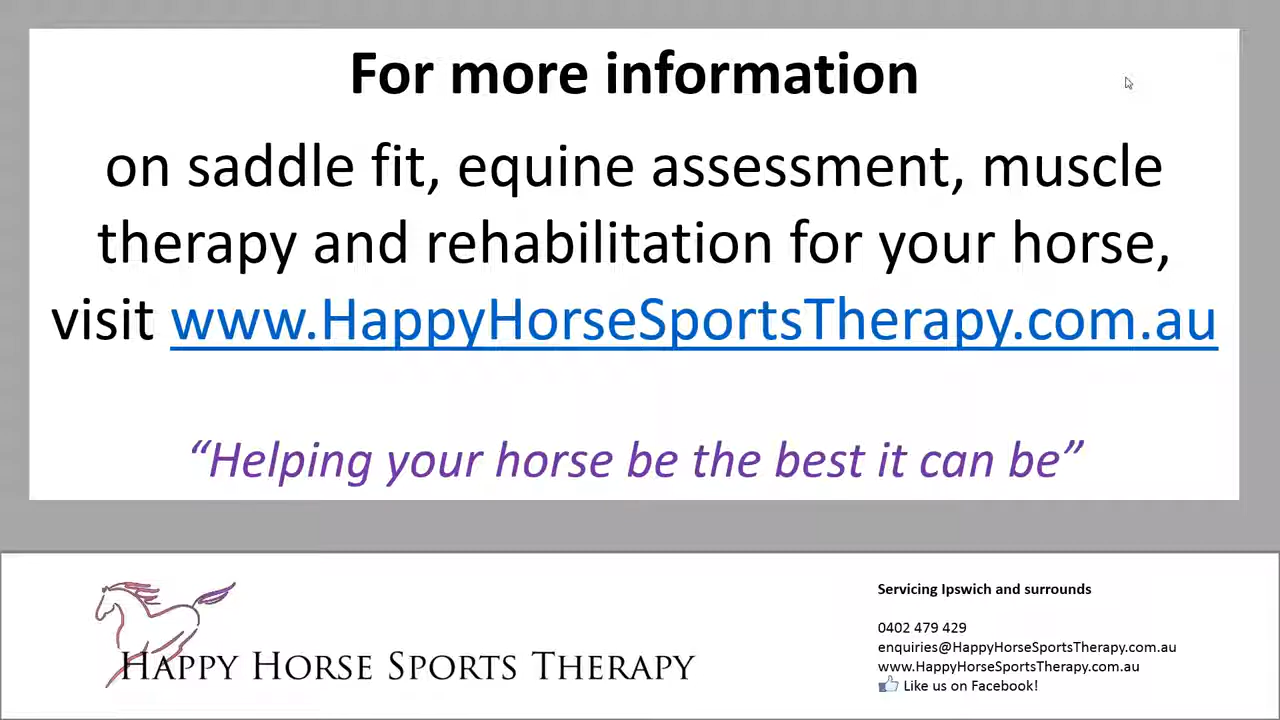 For more information
on saddle fit, equine assessment, muscle
therapy and rehabilitation for your horse,
visit www.HappyHorseSportsTherapy.com.au
“Helping your horse be the best it can be”
HAPPY HORSE SPORTS THERAPY
Servicing Ipswich and surrounds
0402 479 429
enquiries@HappyHorseSportsTherapy.com.au
www.HappyHorseSportsTherapy.com.au
Like us on Facebook!